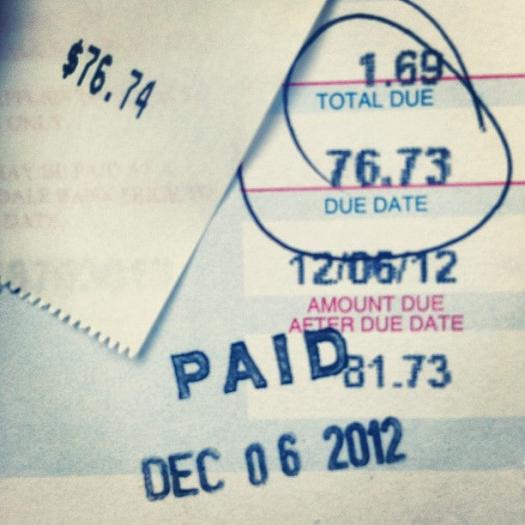 $76.74
1.69
TOTAL DUE
76.73
DUE DATE
12/06/12
AMOUNT DUE
AFTER DUE DATE
81.73
PAID
DEC 06 2012